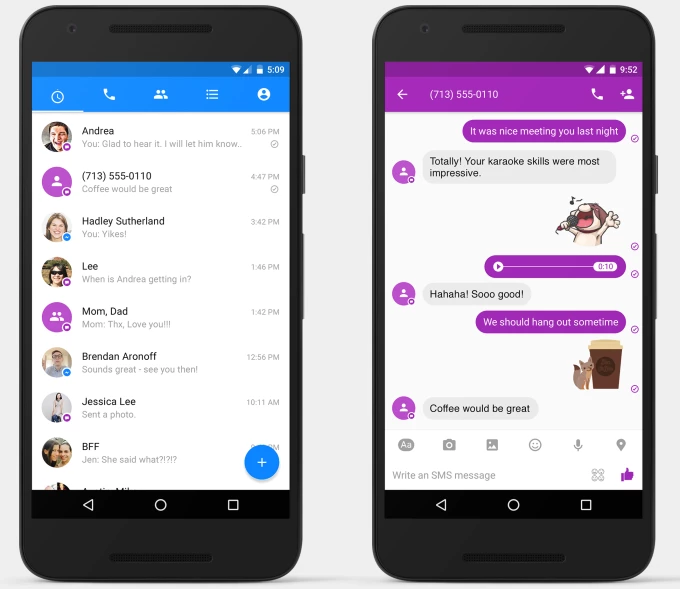 5:09
Andrea
5:06 PM
You: Glad to hear it. I will let him know..
(713) 555-0110
4:47 PM
Coffee would be great
Hadley Sutherland
3:42 PM
You: Yikes!
Lee
1:46 PM
When is Andrea getting in?
Mom, Dad
1:42 PM
Mom: Thx, Love you!!!
Brendan Aronoff
12:56 PM
Sounds great - see you then!
Jessica Lee
10:11 AM
Sent a photo.
BFF
Jen: She said what?!?!?
9:52
(713) 555-0110
It was nice meeting you last night
Totally! Your karaoke skills were most
impressive.
0:10
Hahaha! Sooo good!
We should hang out sometime
Coffee would be great
Aa
Write an SMS message